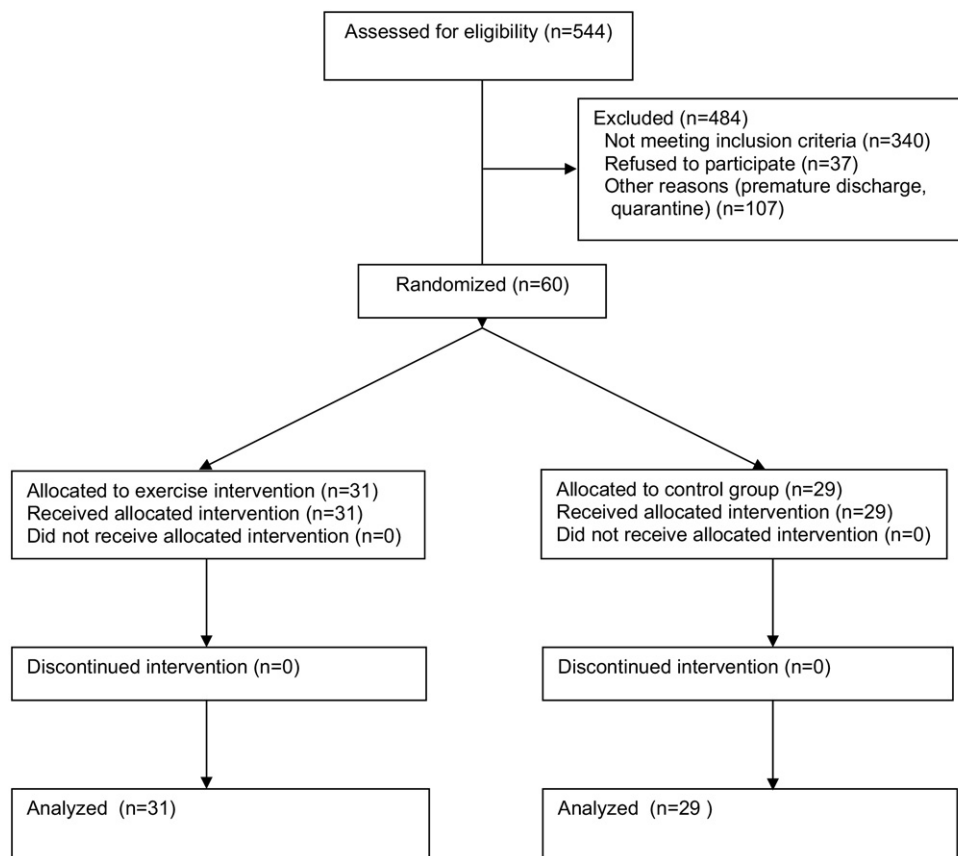 Assessed for eligibility (n=544)
Excluded (n=484)
Not meeting inclusion criteria (n=340)
Refused to participate (n=37)
Other reasons (premature discharge,
quarantine) (n=107)
Randomized (n=60)
Allocated to exercise intervention (n=31)
Received allocated intervention (n=31)
Did not receive allocated intervention (n=0)
Allocated to control group (n=29)
Received allocated intervention (n=29)
Did not receive allocated intervention (n=0)
Discontinued intervention (n=0)
Discontinued intervention (n=0)
Analyzed (n=31)
Analyzed (n=29 )